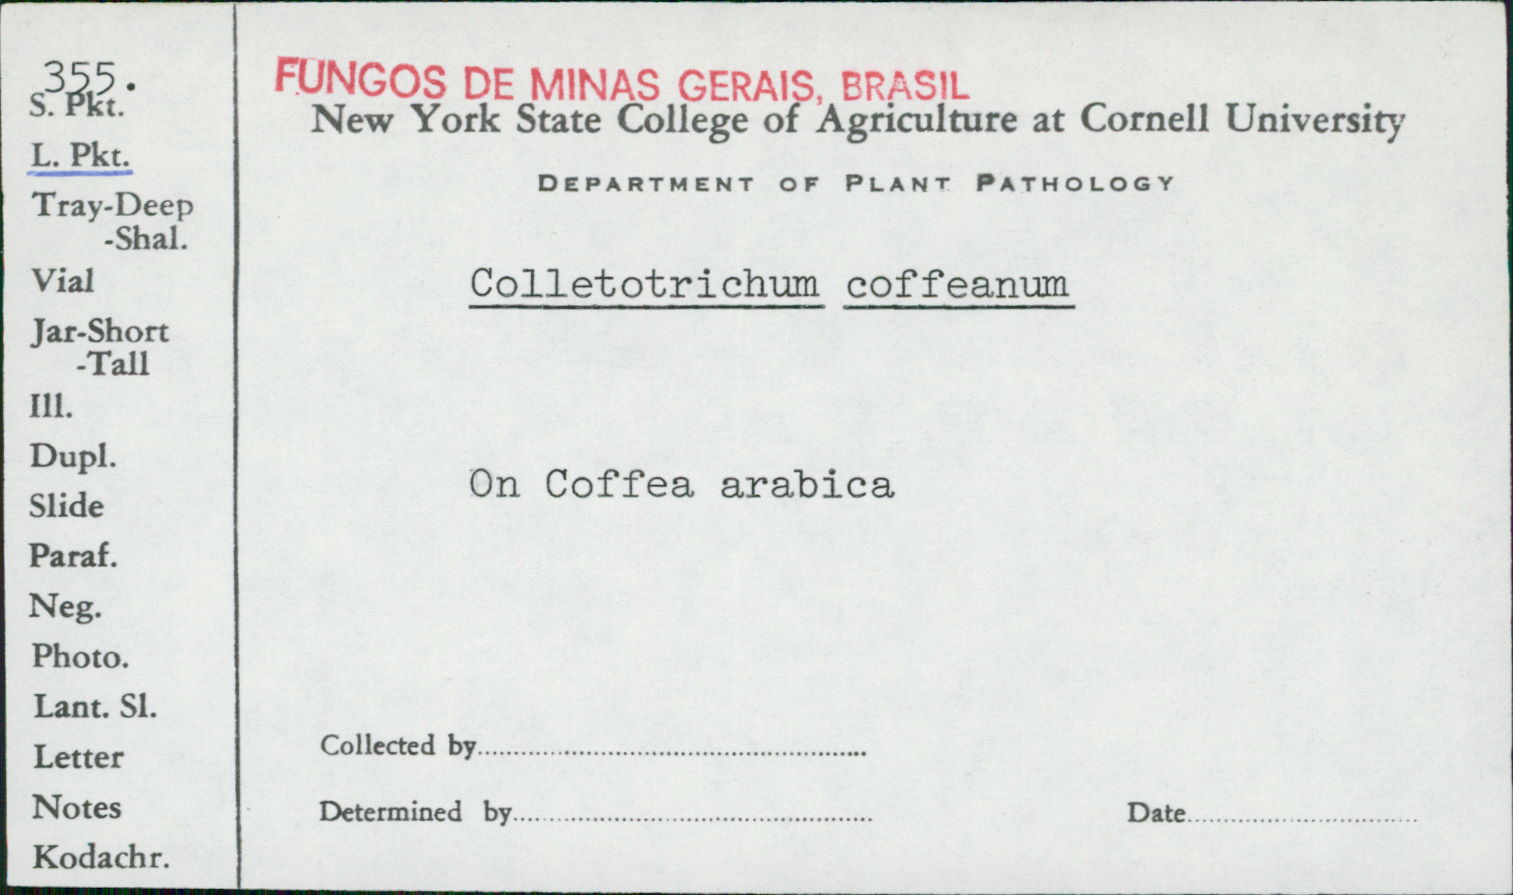 355.
S. Pkt.
L. Pkt.
Tray-Deep
-Shal.
Vial
Jar-Short
-Tall
Ill.
Dupl.
Slide
Paraf.
Neg.
Photo.
Lant. Sl.
Letter
Notes
Kodachr.
FUNGOS DE MINAS GERAIS, BRASIL
New York State College of Agriculture at Cornell University
DEPARTMENT OF PLANT PATHOLOGY
Colletotrichum coffeanum
On Coffea arabica
Collected by
Determined by
Date